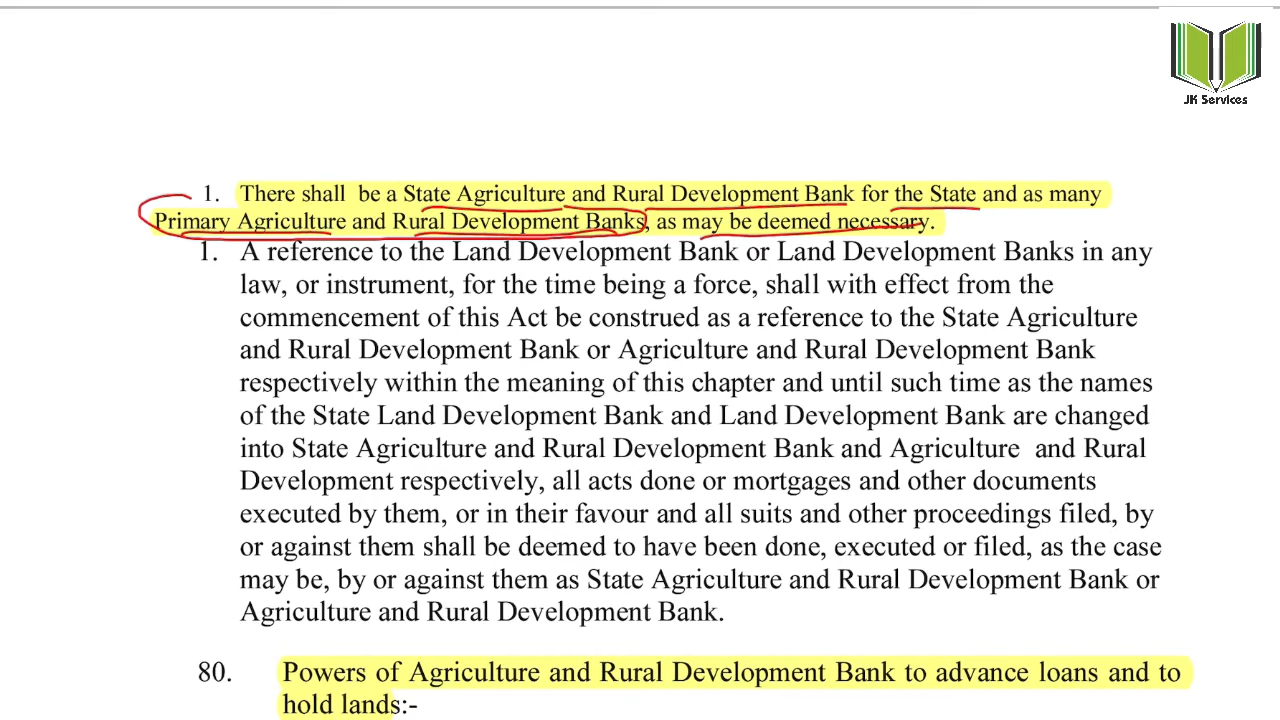 JK Services
1. There shall be a State Agriculture and Rural Development Bank for the State and as many
Primary Agriculture and Rural Development Banks, as may be deemed necessary.
1. A reference to the Land Development Bank or Land Development Banks in any
law, or instrument, for the time being a force, shall with effect from the
commencement of this Act be construed as a reference to the State Agriculture
and Rural Development Bank or Agriculture and Rural Development Bank
respectively within the meaning of this chapter and until such time as the names
of the State Land Development Bank and Land Development Bank are changed
into State Agriculture and Rural Development Bank and Agriculture and Rural
Development respectively, all acts done or mortgages and other documents
executed by them, or in their favour and all suits and other proceedings filed, by
or against them shall be deemed to have been done, executed or filed, as the case
may be, by or against them as State Agriculture and Rural Development Bank or
Agriculture and Rural Development Bank.
80. Powers of Agriculture and Rural Development Bank to advance loans and to
hold lands:-